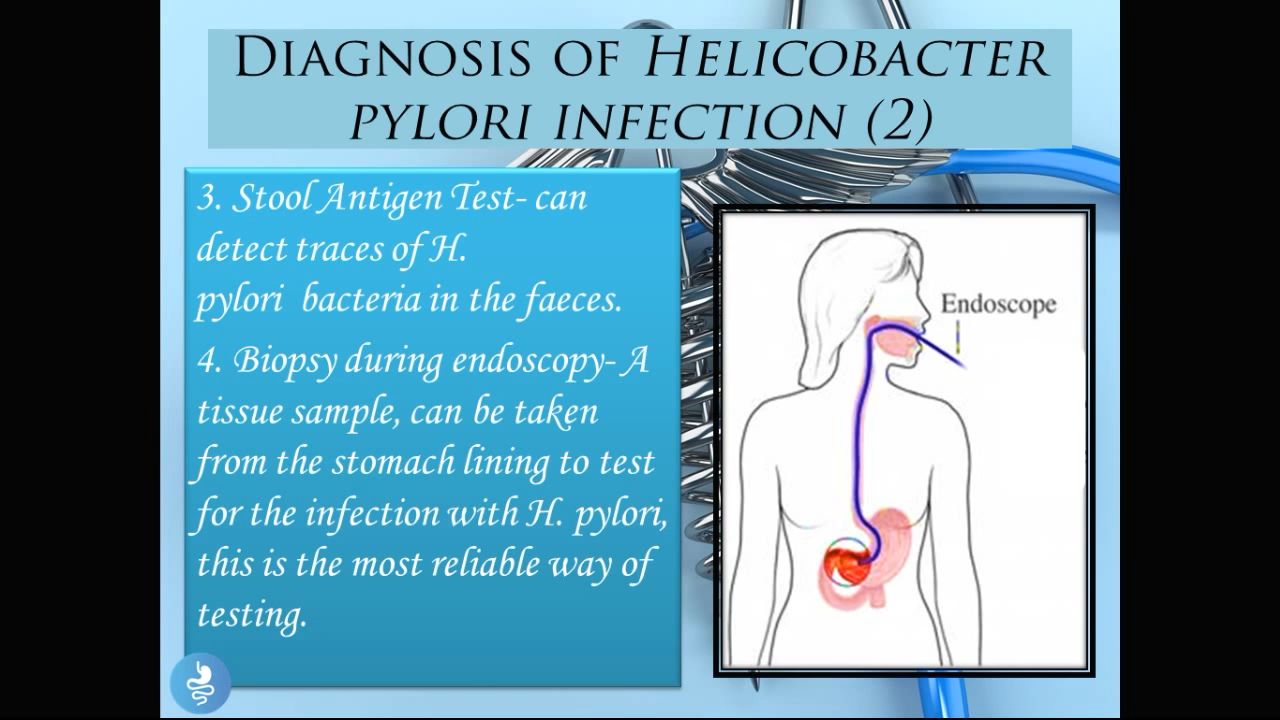 DIAGNOSIS OF HELICOBACTER
PYLORI INFECTION (2)
3. Stool Antigen Test- can
detect traces of H.
pylori bacteria in the faeces.
4. Biopsy during endoscopy- A
tissue sample, can be taken
from the stomach lining to test
for the infection with H. pylori,
this is the most reliable way of
testing.
Endoscope